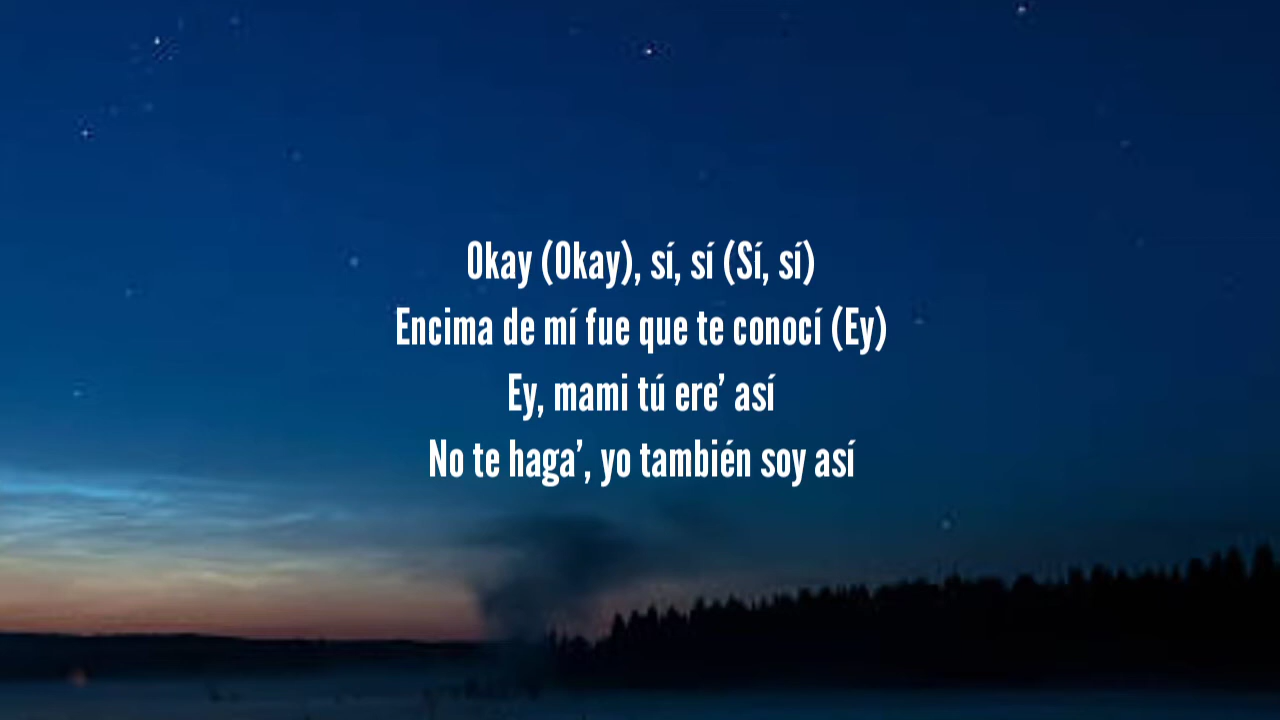 Okay (Okay), sí, sí (Sí, sí)
Encima de mí fue que te conocí (Ey)
Ey, mami tú ere’ así
No te haga’, yo también soy así